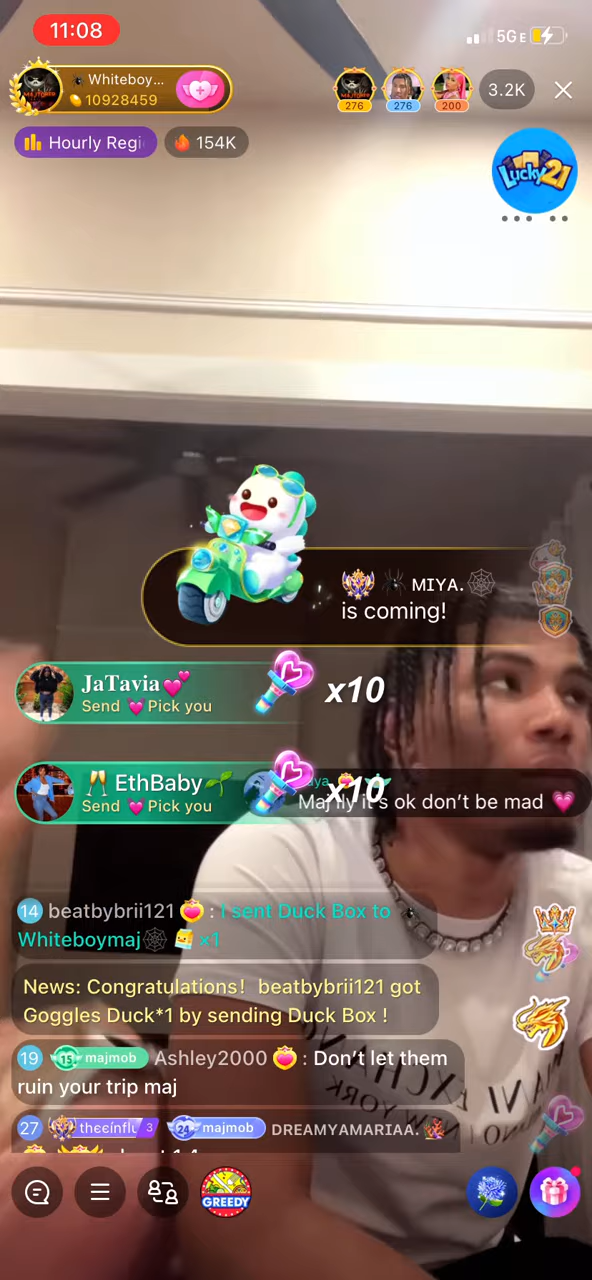 11:08
5G E
Whiteboy...
10928459
276
276
200
3.2K
Hourly Regi
154K
Lucky21
MIYA.
is coming!
JaTavia💕
Send 💓Pick you
x10
🥂 EthBaby🌱
Send 💓Pick you
x10
it's ok don't be mad 💗
14 beatbybrii121 : I sent Duck Box to
Whiteboymaj🕸 x1
News: Congratulations! beatbybrii121 got
Goggles Duck*1 by sending Duck Box !
19 15 majmob Ashley2000 : Don't let them
ruin your trip maj
27 theeinflu 3 24 majmob DREAMYAMARIAA.
GREEDY